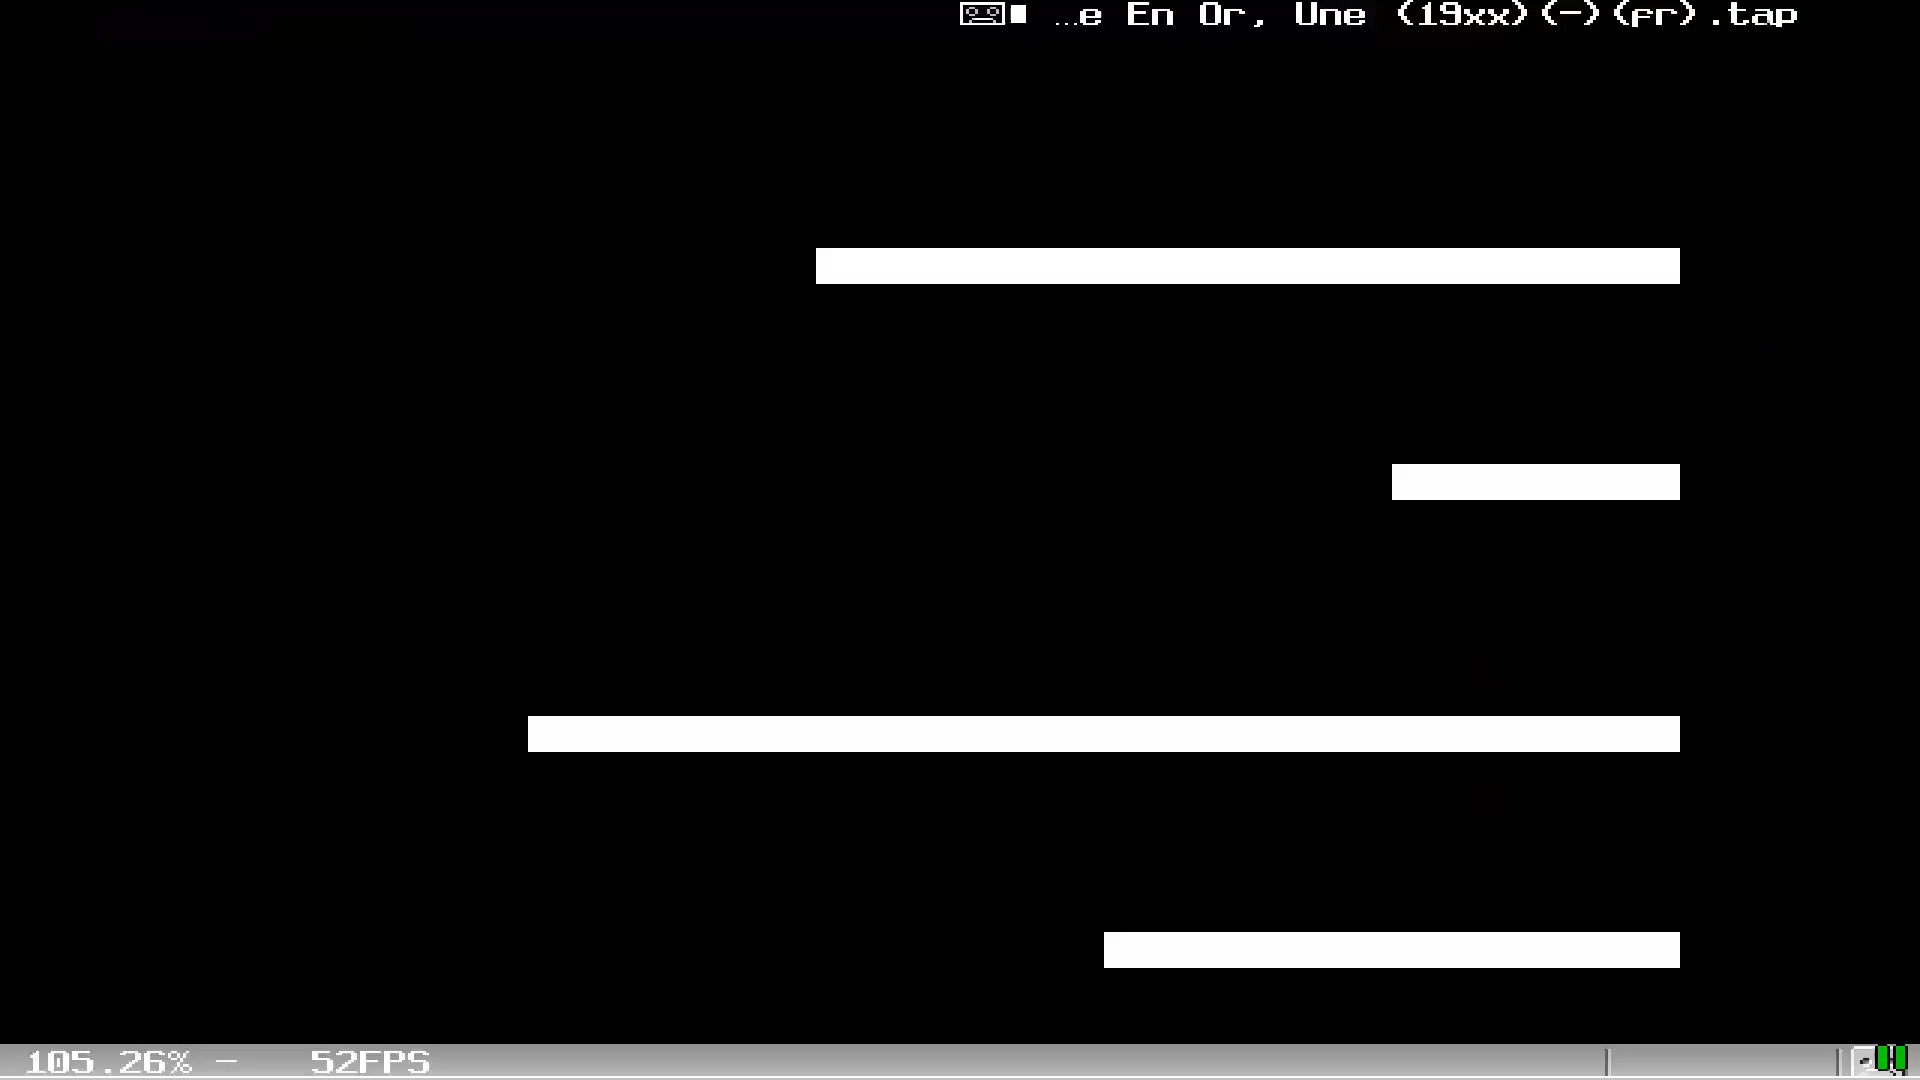 …e En Or, Une (19xx)(-)(fr).tap
105.26% - 52FPS